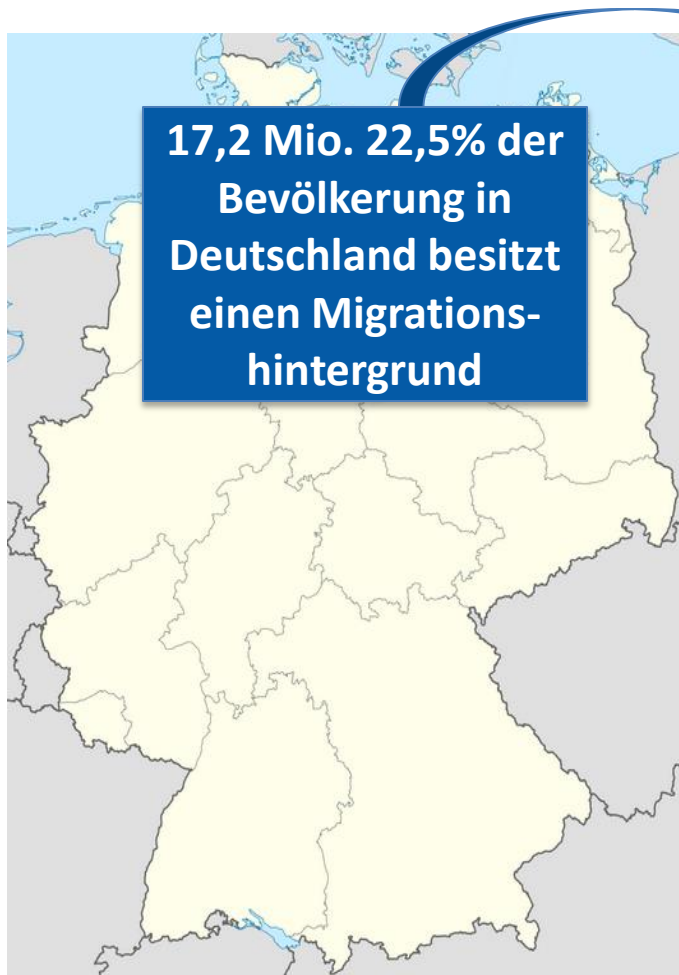 17,2 Mio. 22,5% der
Bevölkerung in
Deutschland besitzt
einen Migrations-
hintergrund